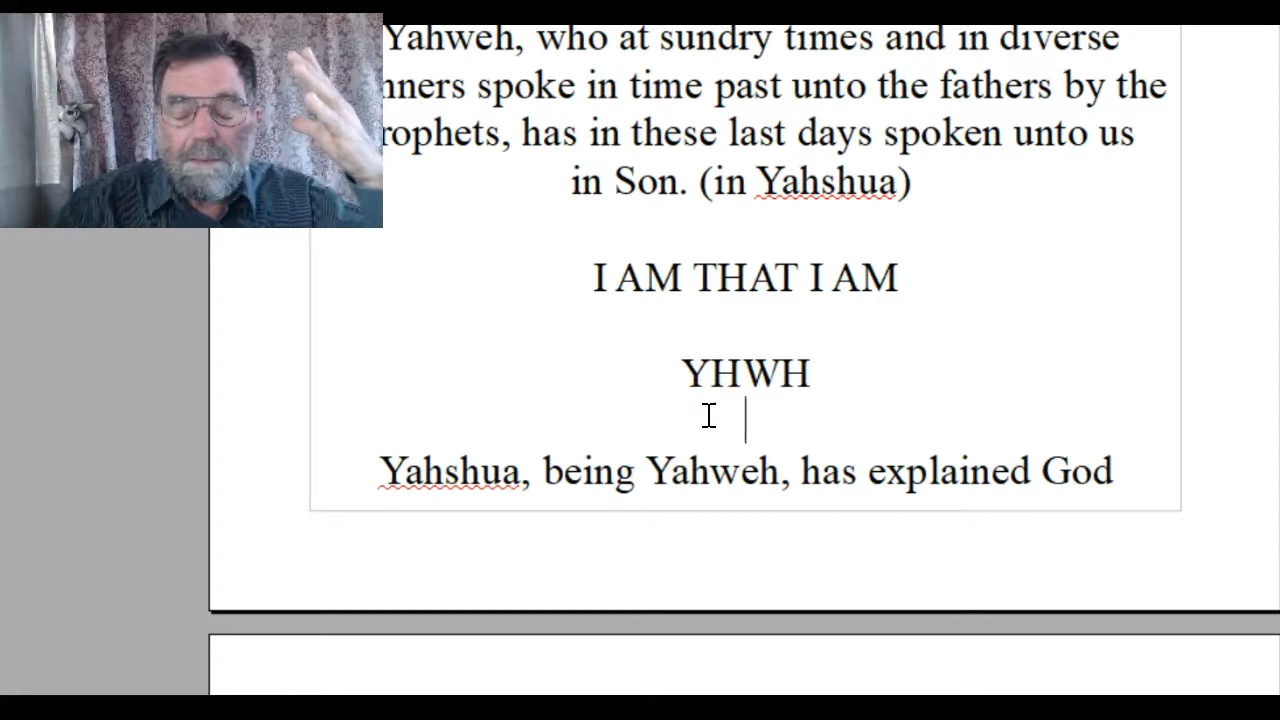 Yahweh, who at sundry times and in diverse
nners spoke in time past unto the fathers by the
rophets, has in these last days spoken unto us
in Son. (in Yahshua)
I AM THAT I AM
YHWH
Yahshua, being Yahweh, has explained God